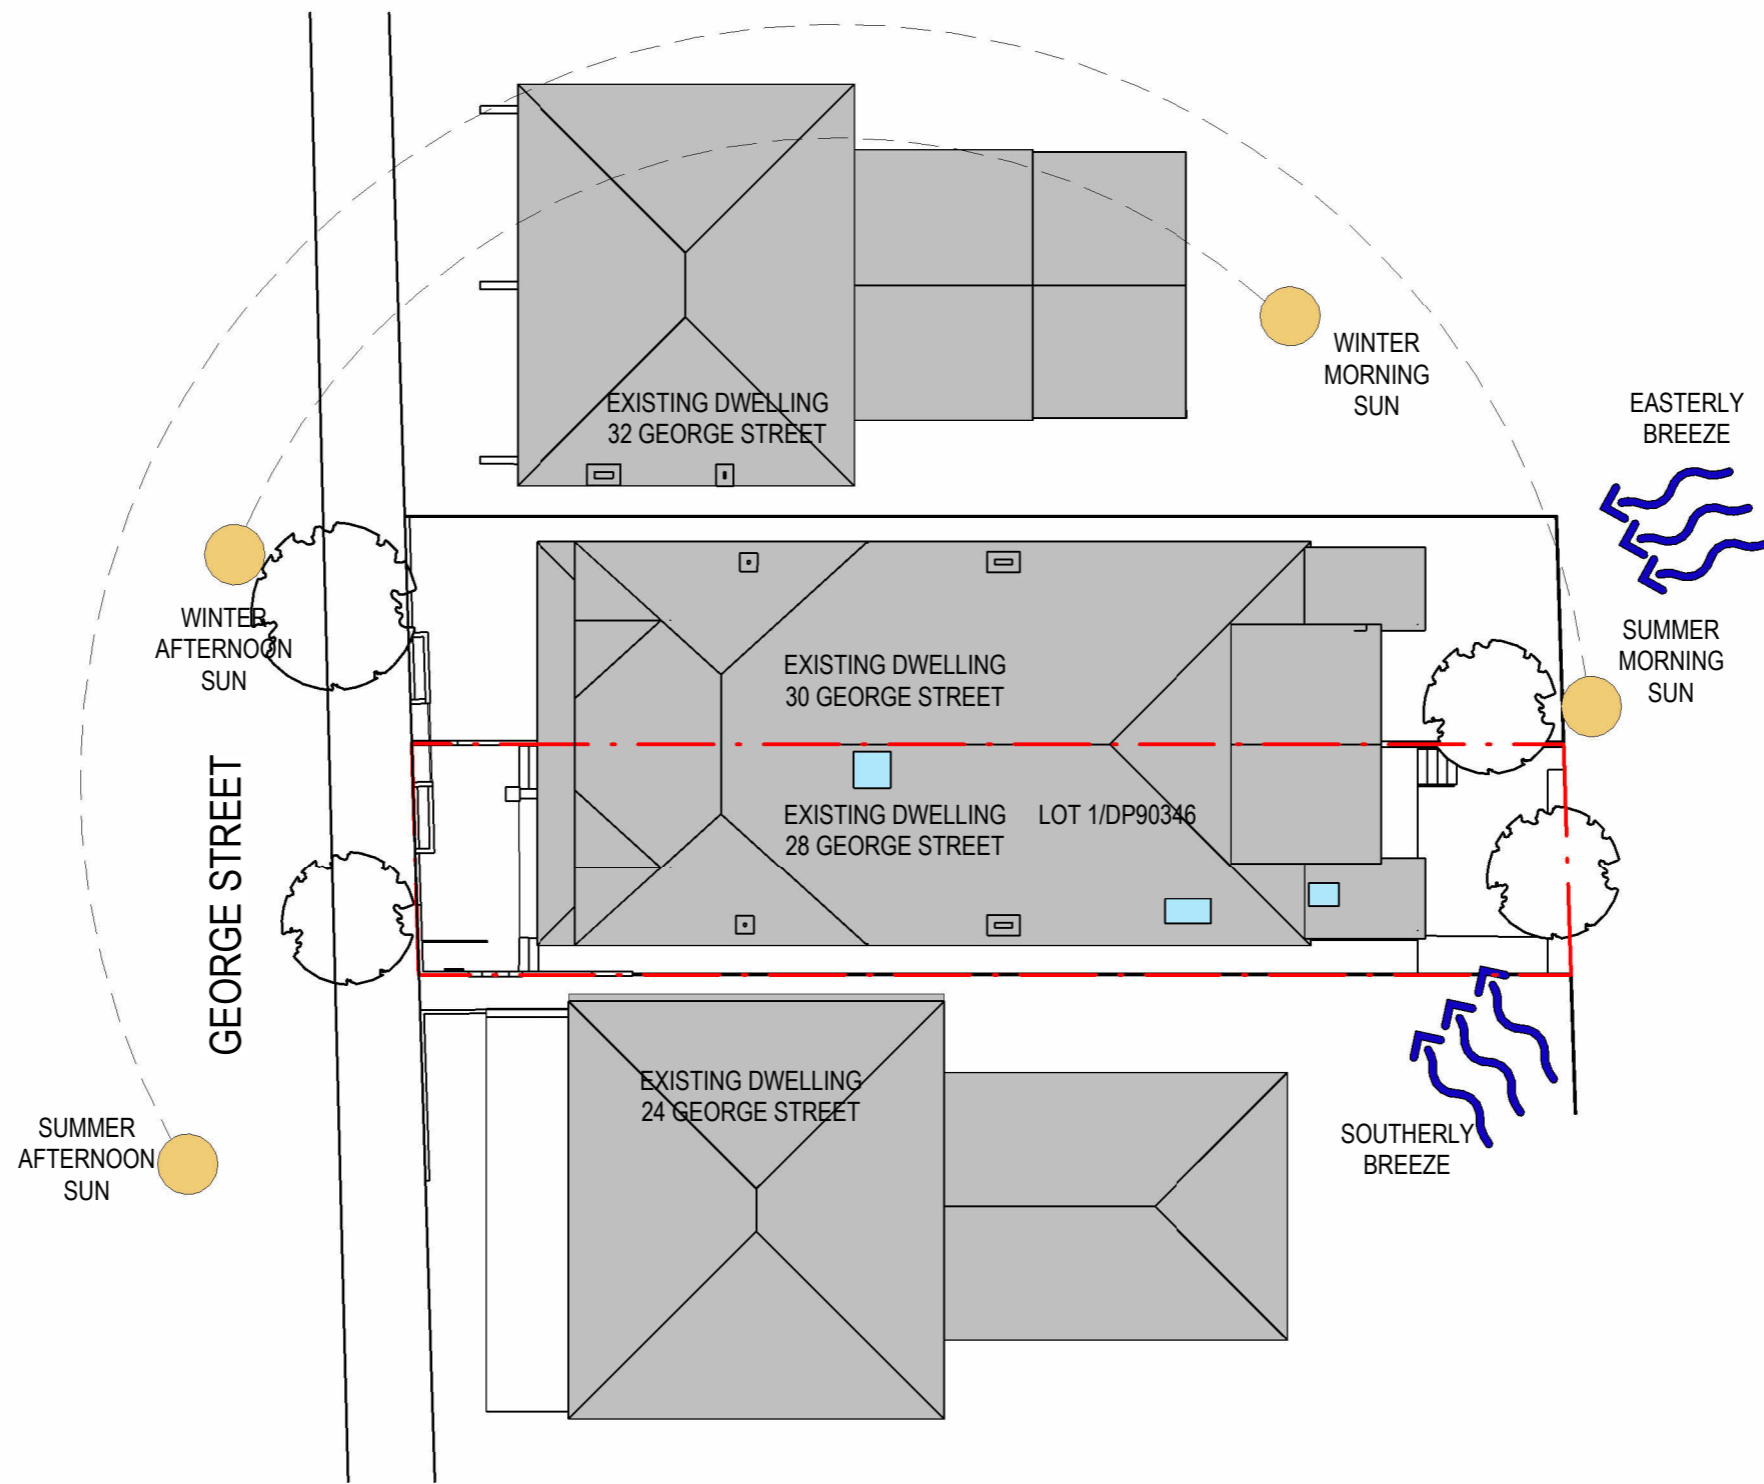 EXISTING DWELLING
32 GEORGE STREET
WINTER
MORNING
SUN
EASTERLY
BREEZE
WINTER
AFTERNOON
SUN
SUMMER
MORNING
SUN
EXISTING DWELLING
30 GEORGE STREET
GEORGE STREET
EXISTING DWELLING
28 GEORGE STREET
LOT 1/DP90346
EXISTING DWELLING
24 GEORGE STREET
SUMMER
AFTERNOON
SUN
SOUTHERLY
BREEZE